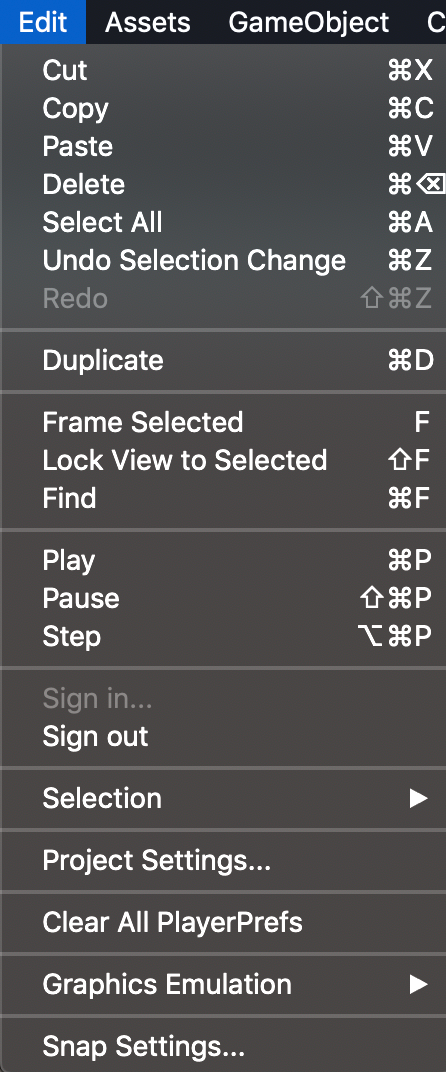 Edit Assets GameObject C
Cut ⌘X
Copy ⌘C
Paste ⌘V
Delete ⌘⌫
Select All ⌘A
Undo Selection Change ⌘Z
Redo ⇧⌘Z
Duplicate ⌘D
Frame Selected F
Lock View to Selected ⇧F
Find ⌘F
Play ⌘P
Pause ⇧⌘P
Step ⌥⌘P
Sign in...
Sign out
Selection ▶
Project Settings...
Clear All PlayerPrefs
Graphics Emulation ▶
Snap Settings...